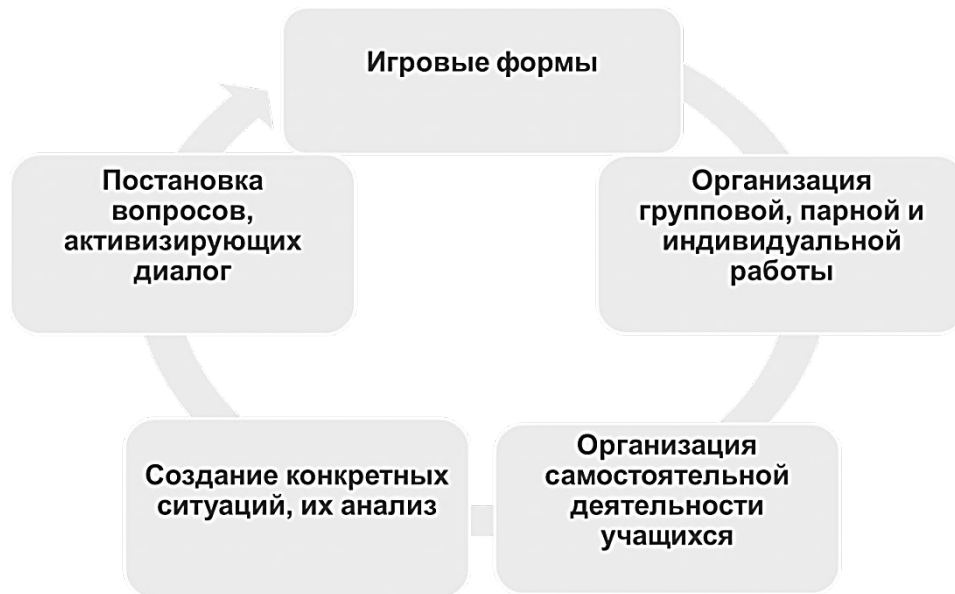 Игровые формы
Организация
групповой, парной и
индивидуальной
работы
Организация
самостоятельной
деятельности
учащихся
Создание конкретных
ситуаций, их анализ
Постановка
вопросов,
активизирующих
диалог